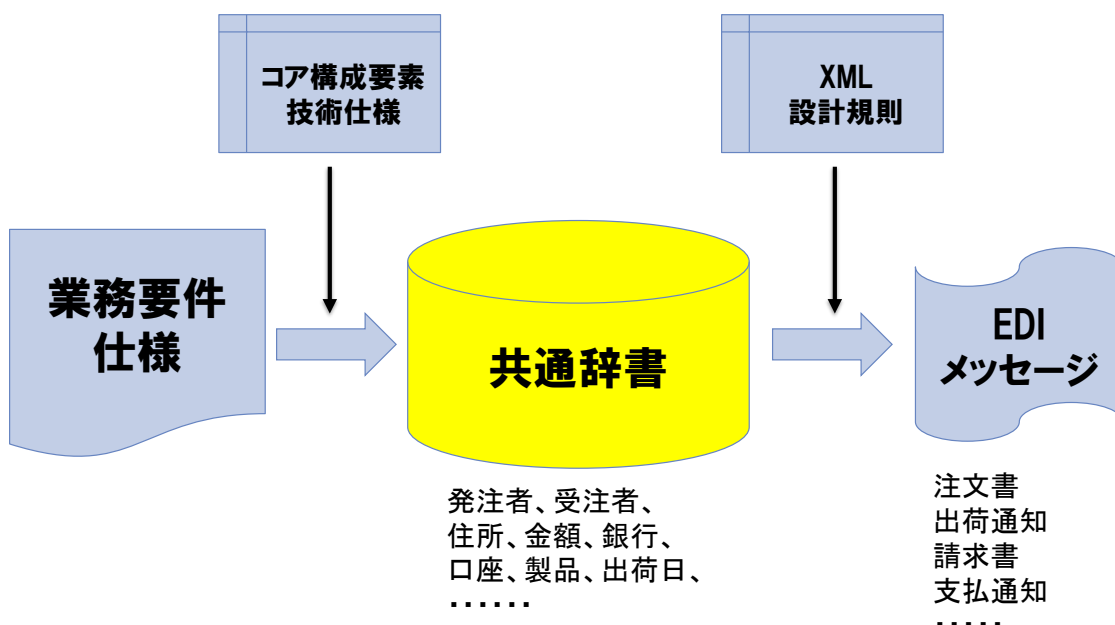 コア構成要素
技術仕様
XML
設計規則
業務要件
仕様
共通辞書
EDI
メッセージ
発注者、受注者、
住所、金額、銀行、
口座、製品、出荷日、
・・・・・・
注文書
出荷通知
請求書
支払通知
・・・・・